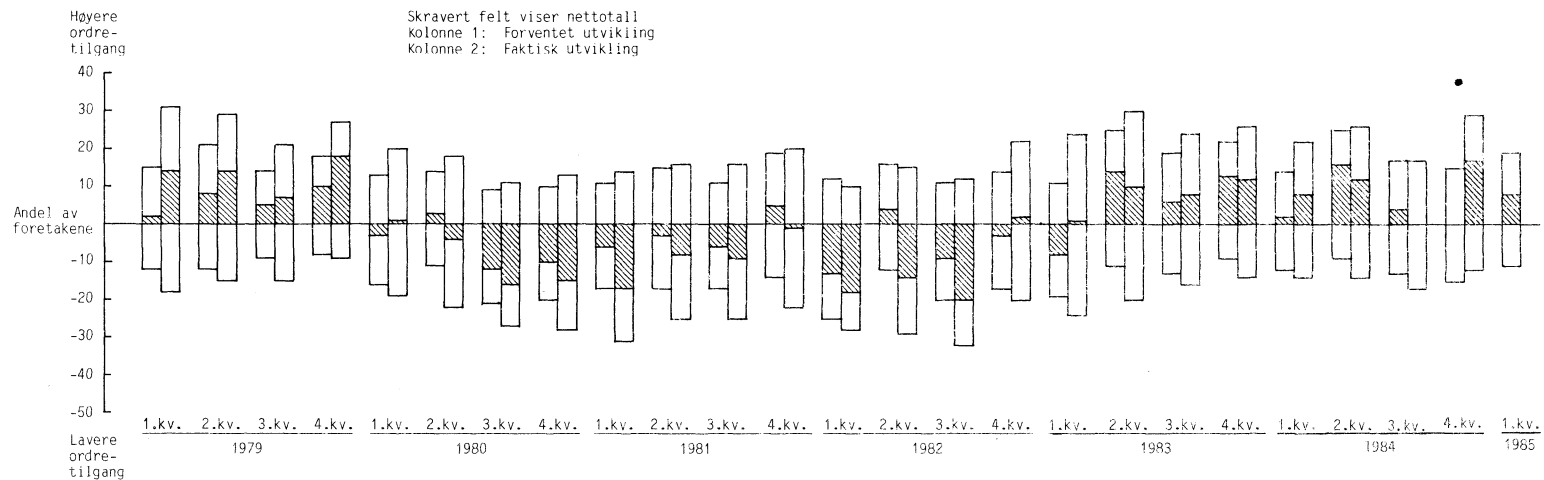 Høyere
ordre-
tilgang
Skravert felt viser nettotall
Kolonne 1: Forventet utvikling
Kolonne 2: Faktisk utvikling
40
30
20
10
Andel av
foretakene
0
-10
-20
-30
-40
-50
1.kv. 2.kv. 3.kv. 4.kv. 1.kv. 2.kv. 3.kv. 4.kv. 1.kv. 2.kv. 3.kv. 4.kv. 1.kv. 2.kv. 3.kv. 4.kv. 1.kv. 2.kv. 3.kv. 4.kv. 1.kv. 2.kv. 3.kv. 4.kv. 1.kv.
1979 1980 1981 1982 1983 1984 1985
Lavere
ordre-
tilgang